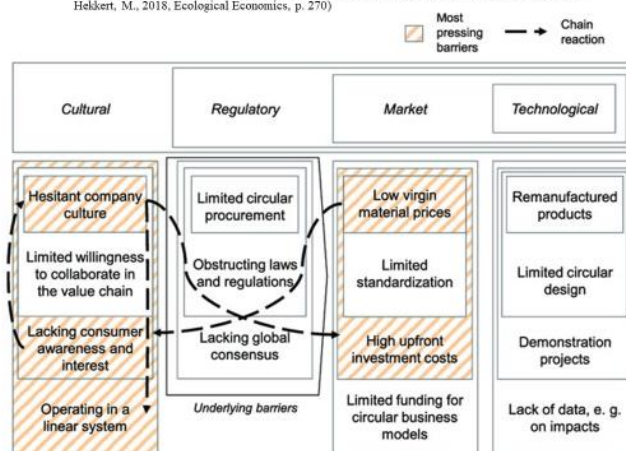 Hekkert, M., 2018, Ecological Economics, p. 270)
Most
pressing
barriers
Chain
reaction
Cultural
Regulatory
Market
Technological
Hesitant company
culture
Limited willingness
to collaborate in
the value chain
Lacking consumer
awareness and
interest
Operating in a
linear system
Limited circular
procurement
Obstructing laws
and regulations
Lacking global
consensus
Underlying barriers
Low virgin
material prices
Limited
standardization
High upfront
investment costs
Limited funding for
circular business
models
Remanufactured
products
Limited circular
design
Demonstration
projects
Lack of data, e. g.
on impacts